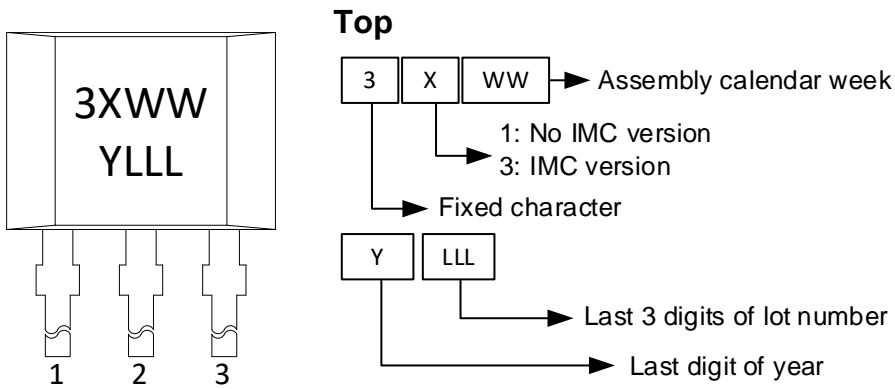 Top
3XWW
YLLL
1 2 3
3 X WW Assembly calendar week
1: No IMC version
3: IMC version
Fixed character
Y LLL
Last 3 digits of lot number
Last digit of year